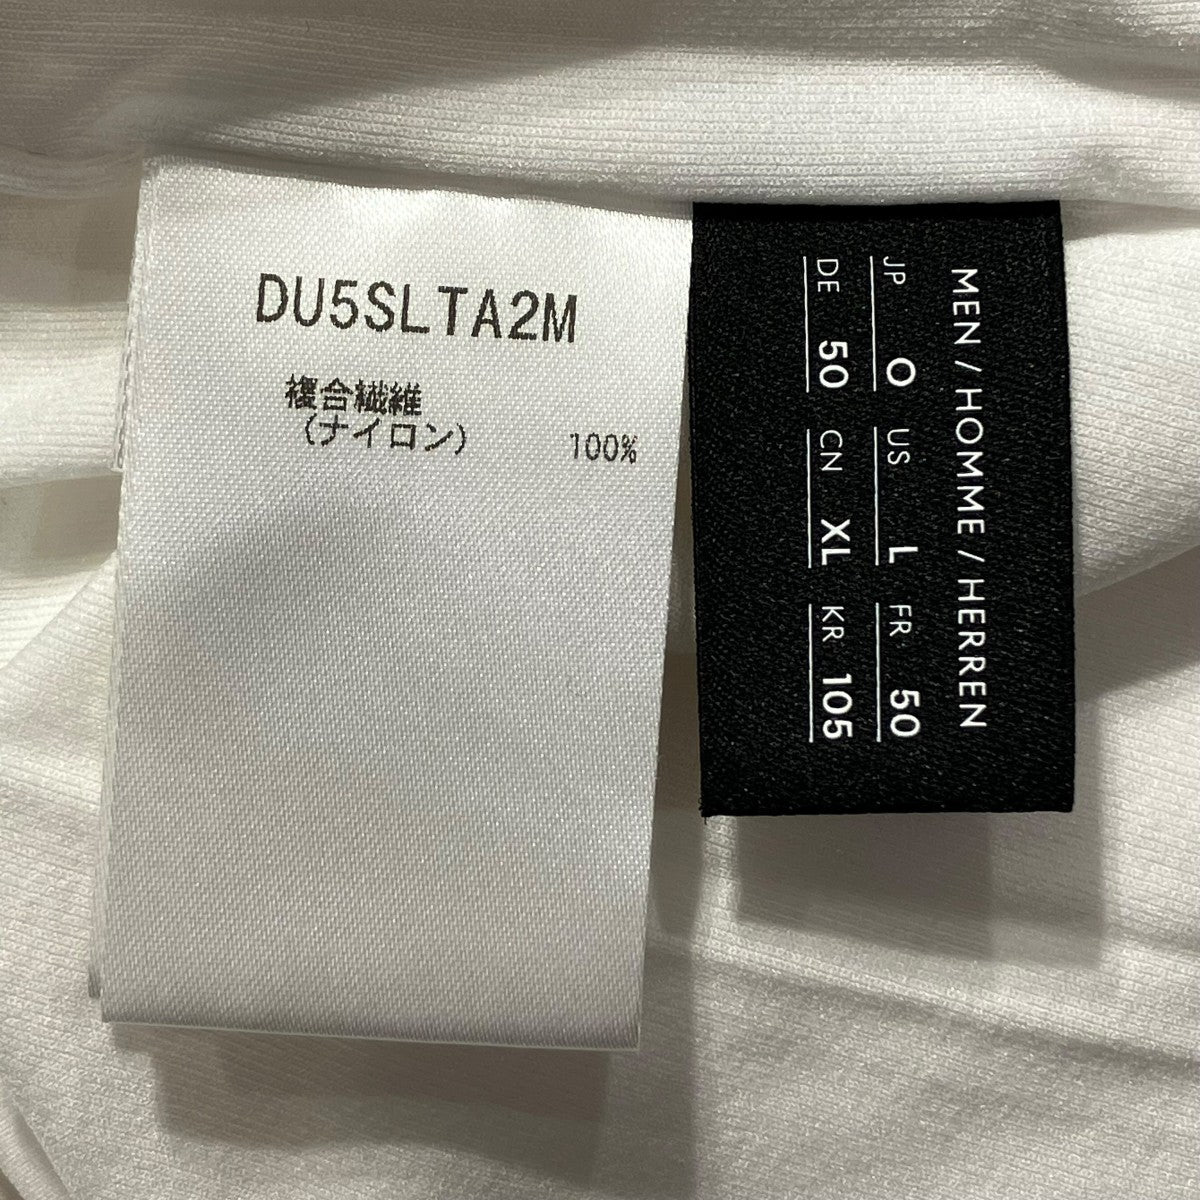 DU5SLTA2M
複合繊維
(ナイロン) 100%
MEN / HOMME / HERREN
JP O US L FR 50
DE 50 CN XL KR 105